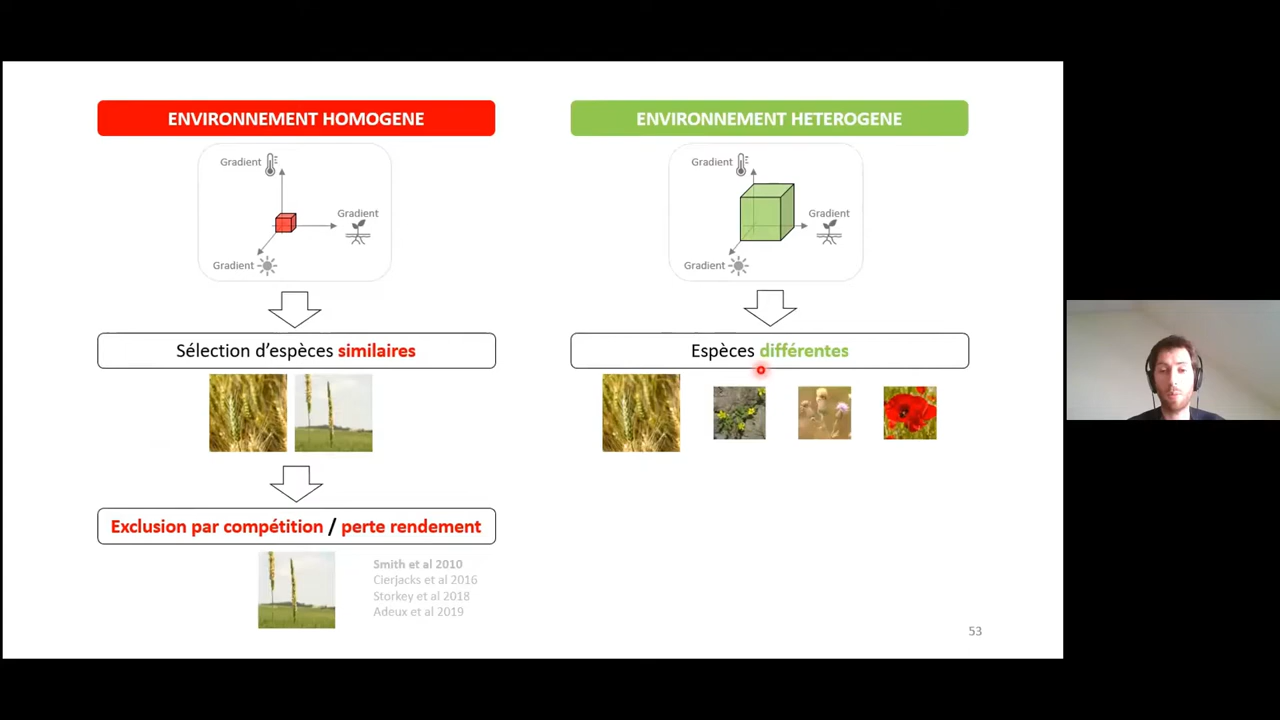 ENVIRONNEMENT HOMOGENE
Gradient
Gradient
Gradient
Sélection d'espèces similaires
Exclusion par compétition / perte rendement
Smith et al 2010
Cierjacks et al 2016
Storkey et al 2018
Adeux et al 2019
ENVIRONNEMENT HETEROGENE
Gradient
Gradient
Gradient
Espèces différentes
53